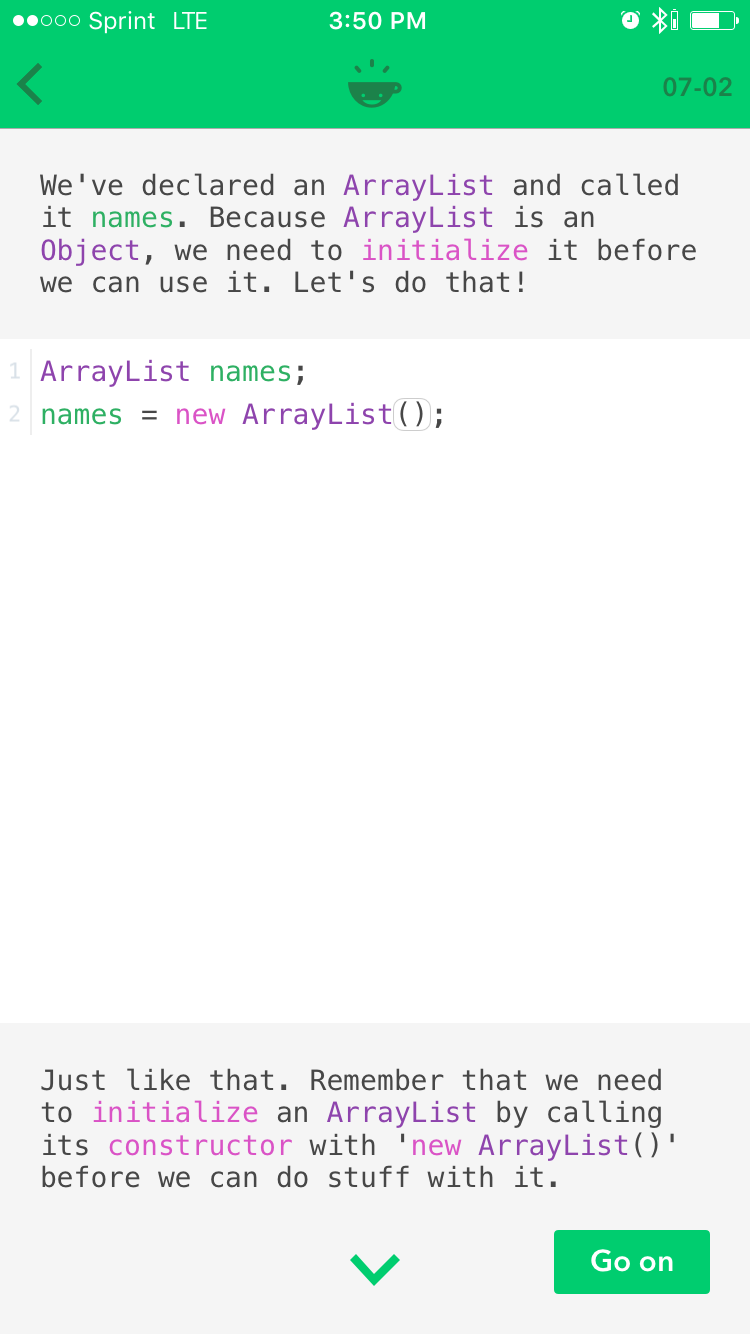 Sprint LTE 3:50 PM
07-02
We've declared an ArrayList and called
it names. Because ArrayList is an
Object, we need to initialize it before
we can use it. Let's do that!
1 ArrayList names;
2 names = new ArrayList();
Just like that. Remember that we need
to initialize an ArrayList by calling
its constructor with 'new ArrayList()'
before we can do stuff with it.
Go on